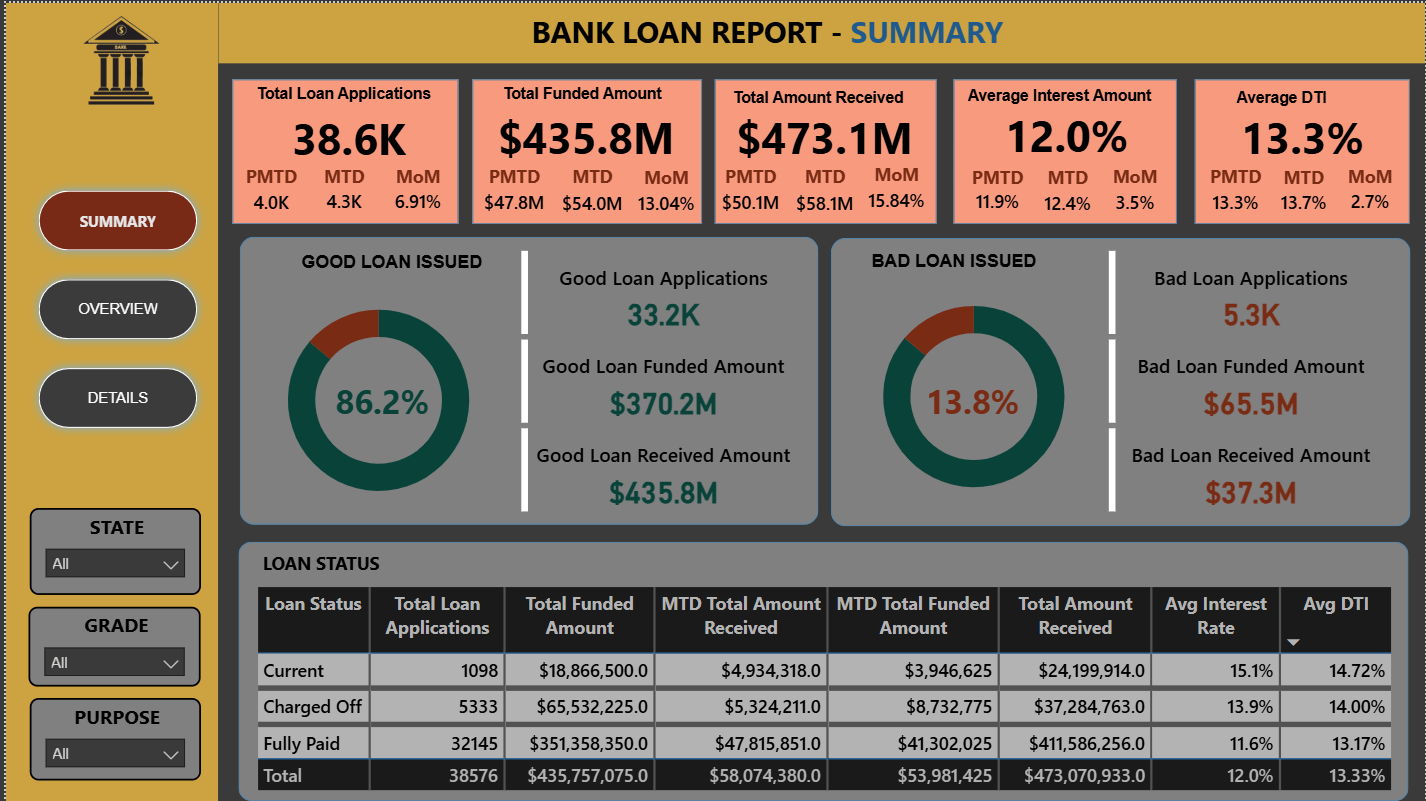 BANK LOAN REPORT - SUMMARY
$
BANK
SUMMARY
OVERVIEW
DETAILS
STATE
All
GRADE
All
PURPOSE
All
Total Loan Applications
38.6K
PMTD MTD MoM
4.0K 4.3K 6.91%
Total Funded Amount
$435.8M
PMTD MTD MoM
$47.8M $54.0M 13.04%
Total Amount Received
$473.1M
PMTD MTD MoM
$50.1M $58.1M 15.84%
Average Interest Amount
12.0%
PMTD MTD MoM
11.9% 12.4% 3.5%
Average DTI
13.3%
PMTD MTD MoM
13.3% 13.7% 2.7%
GOOD LOAN ISSUED
86.2%
Good Loan Applications
33.2K
Good Loan Funded Amount
$370.2M
Good Loan Received Amount
$435.8M
BAD LOAN ISSUED
13.8%
Bad Loan Applications
5.3K
Bad Loan Funded Amount
$65.5M
Bad Loan Received Amount
$37.3M
LOAN STATUS
Loan Status Total Loan Total Funded MTD Total Amount MTD Total Funded Total Amount Avg Interest Avg DTI
Applications Amount Received Amount Received Rate
Current 1098 $18,866,500.0 $4,934,318.0 $3,946,625 $24,199,914.0 15.1% 14.72%
Charged Off 5333 $65,532,225.0 $5,324,211.0 $8,732,775 $37,284,763.0 13.9% 14.00%
Fully Paid 32145 $351,358,350.0 $47,815,851.0 $41,302,025 $411,586,256.0 11.6% 13.17%
Total 38576 $435,757,075.0 $58,074,380.0 $53,981,425 $473,070,933.0 12.0% 13.33%